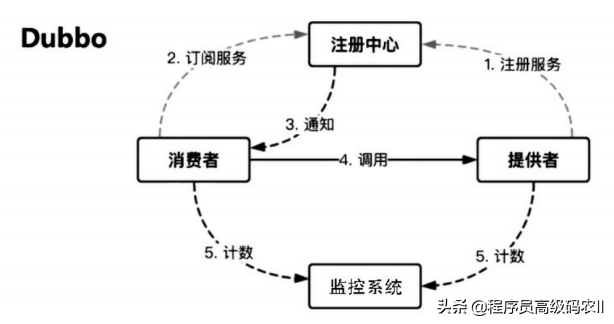 Dubbo
注册中心
2. 订阅服务
1. 注册服务
3. 通知
消费者
4. 调用
提供者
5. 计数
5. 计数
监控系统
头条 @程序员高级码农II